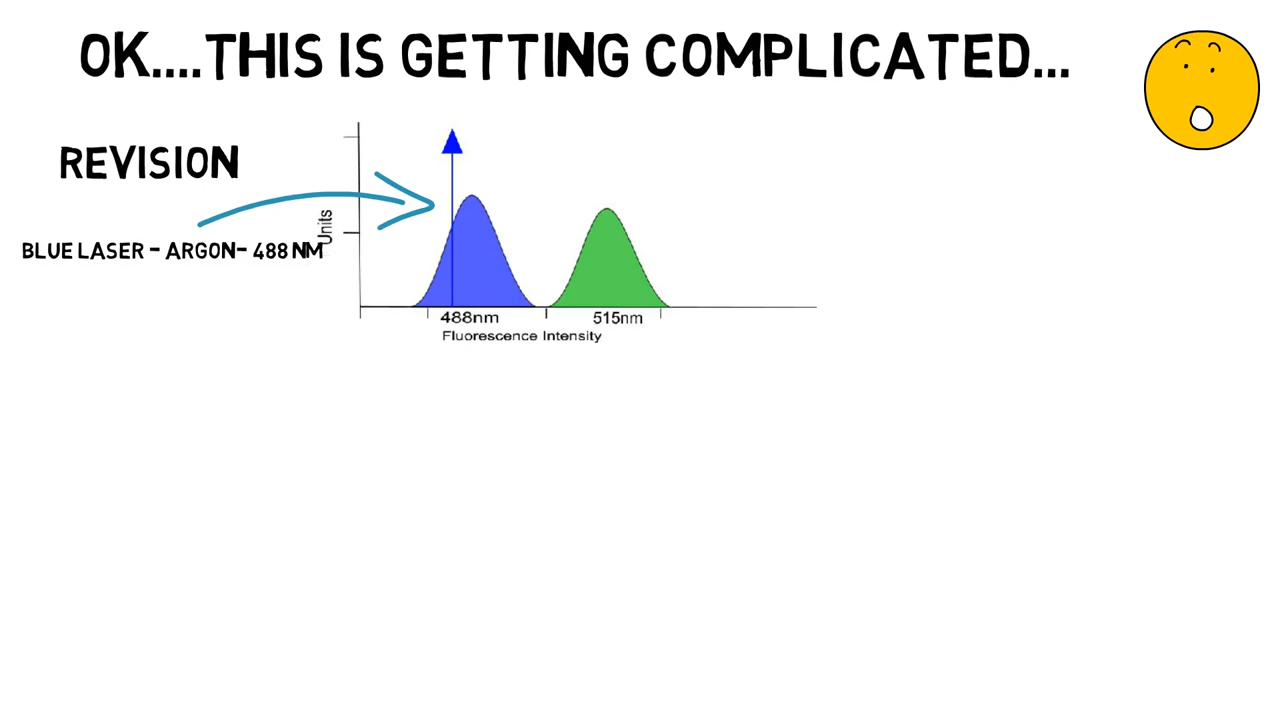 OK....THIS IS GETTING COMPLICATED...
REVISION
BLUE LASER - ARGON- 488 NM
Units
488nm
515nm
Fluorescence Intensity